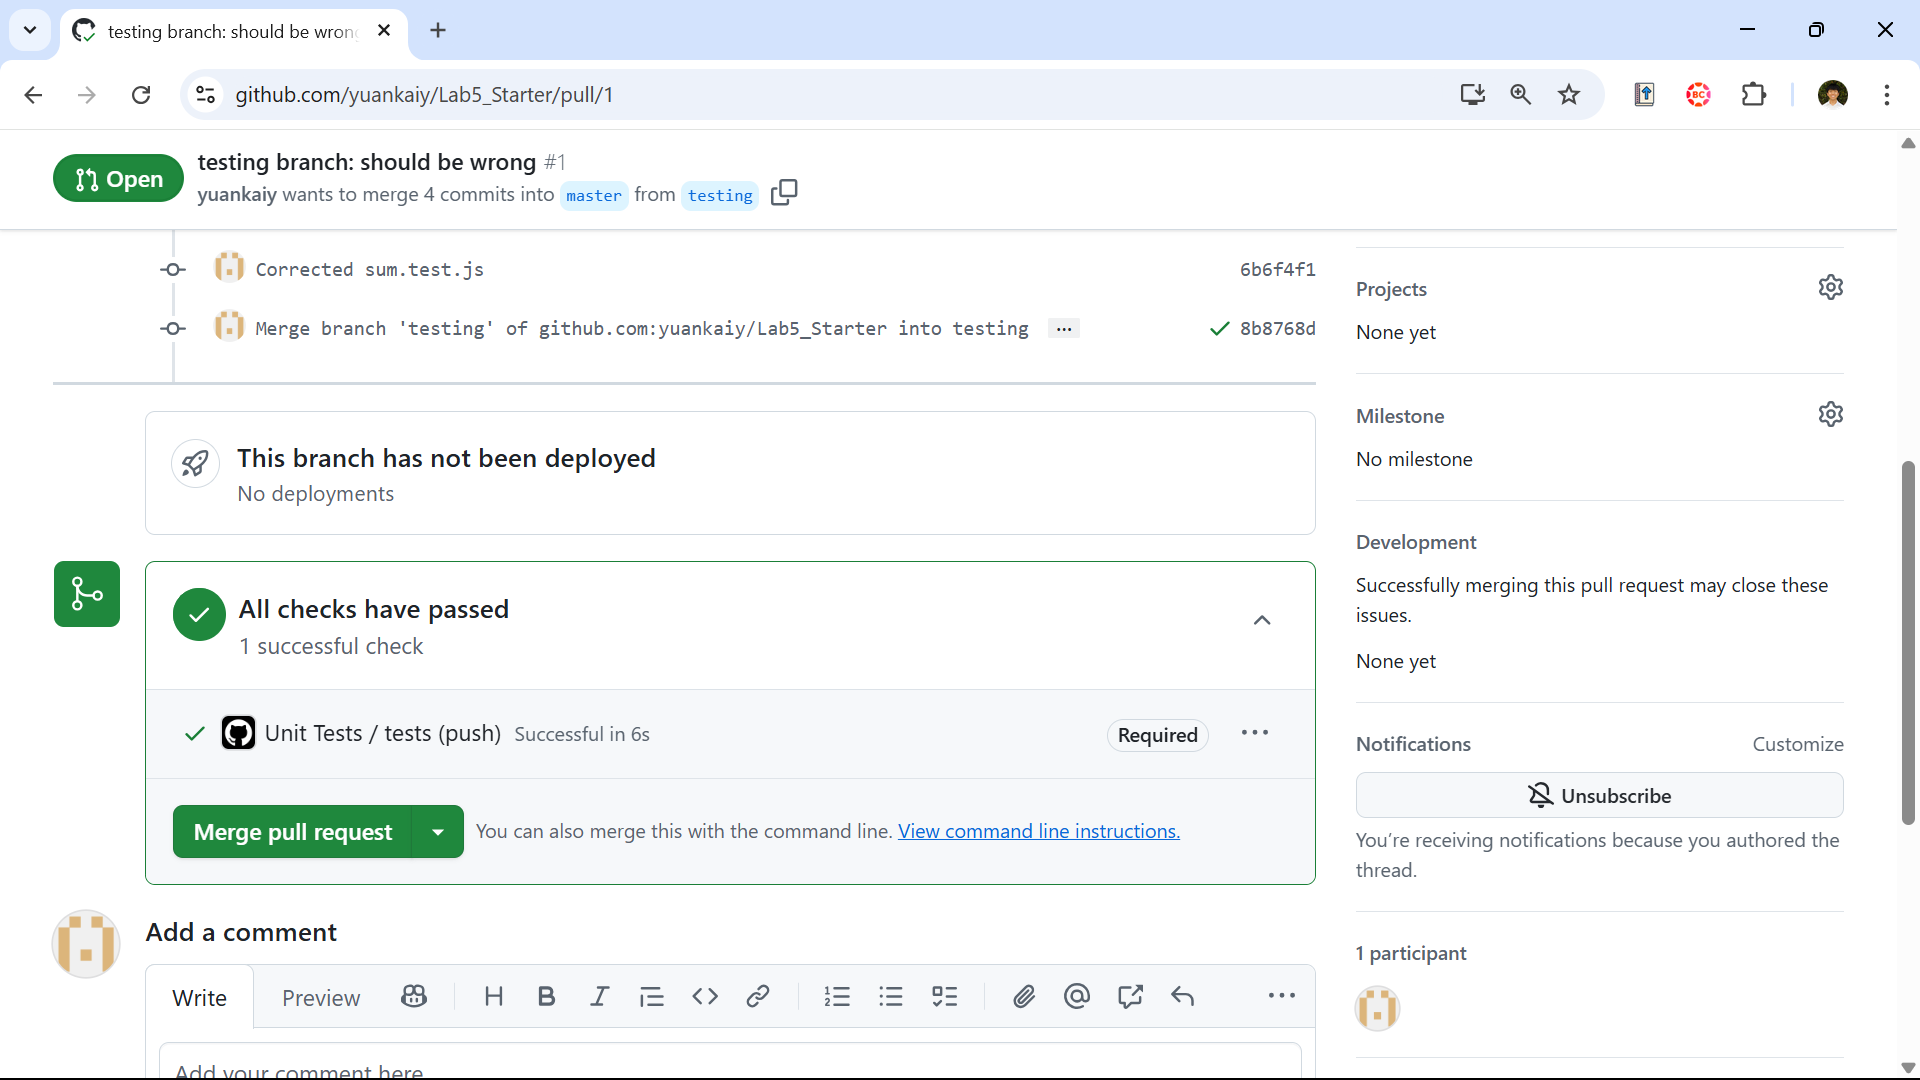 testing branch: should be wron
github.com/yuankaiy/Lab5_Starter/pull/1
BC
Open
testing branch: should be wrong #1
yuankaiy wants to merge 4 commits into master from testing
Corrected sum.test.js 6b6f4f1
Merge branch 'testing' of github.com:yuankaiy/Lab5_Starter into testing ... 8b8768d
This branch has not been deployed
No deployments
All checks have passed
1 successful check
Unit Tests / tests (push) Successful in 6s Required
Merge pull request You can also merge this with the command line. View command line instructions.
Add a comment
Write Preview
Add your comment here
Projects
None yet
Milestone
No milestone
Development
Successfully merging this pull request may close these
issues.
None yet
Notifications Customize
Unsubscribe
You’re receiving notifications because you authored the
thread.
1 participant